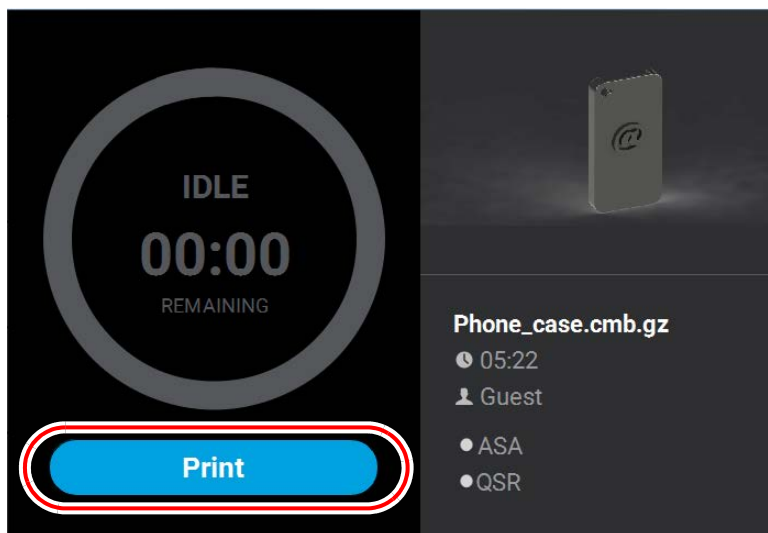 IDLE
00:00
REMAINING
Print
@
Phone_case.cmb.gz
05:22
Guest
ASA
QSR